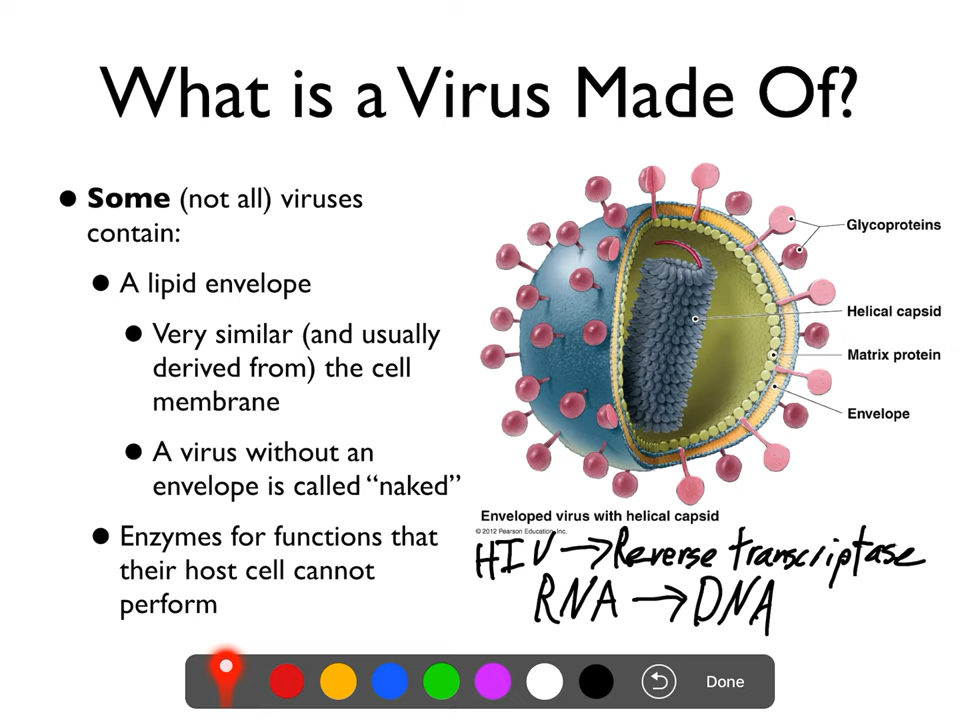 What is a Virus Made Of?
• Some (not all) viruses
contain:
• A lipid envelope
• Very similar (and usually
derived from) the cell
membrane
• A virus without an
envelope is called “naked”
• Enzymes for functions that
their host cell cannot
perform
Glycoproteins
Helical capsid
Matrix protein
Envelope
Enveloped virus with helical capsid
© 2012 Pearson Education, Inc.
HIV → Reverse transcriptase
RNA → DNA
Done